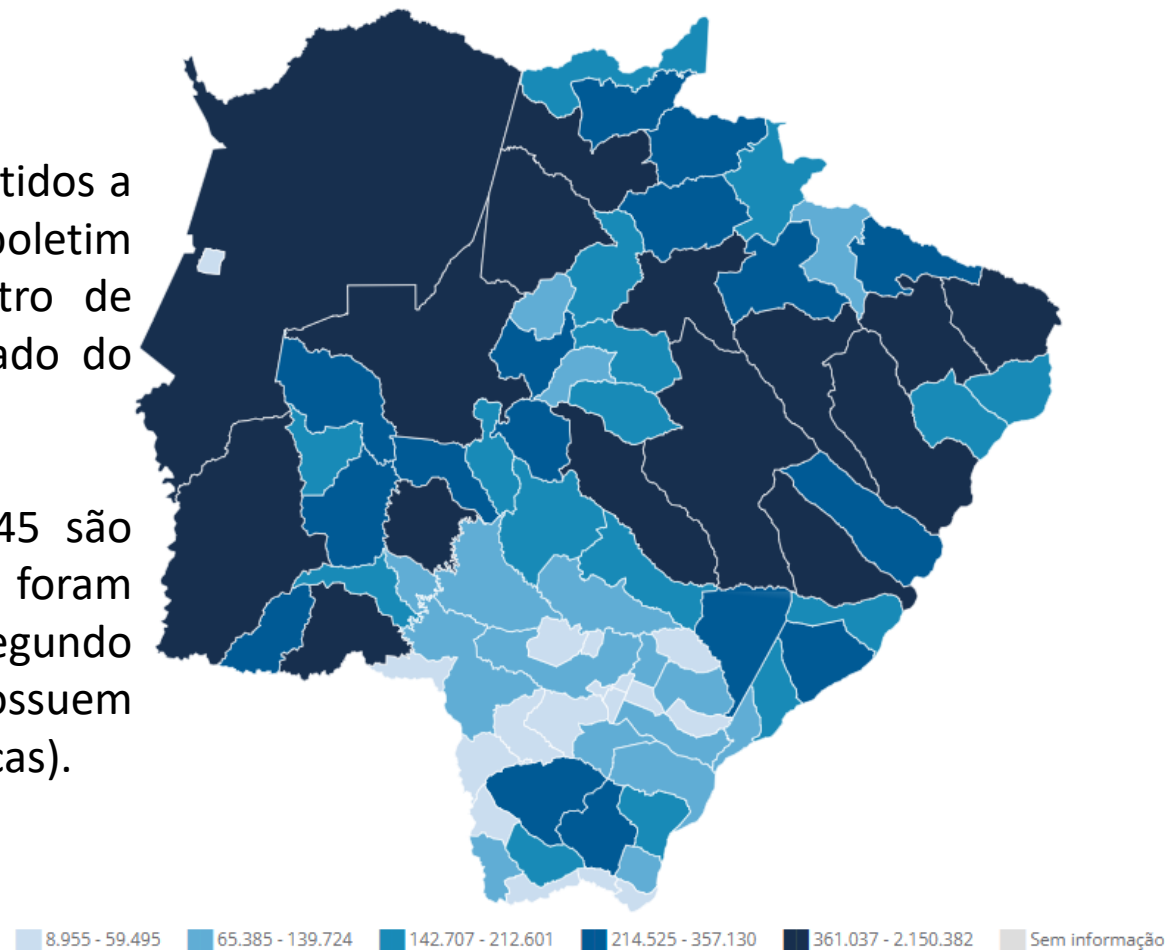 tidos a
boletim
tro de
ado do
45 são
foram
egundo
ossuem
cas).
8.955 - 59.495 65.385 - 139.724 142.707 - 212.601 214.525 - 357.130 361.037 - 2.150.382 Sem informação